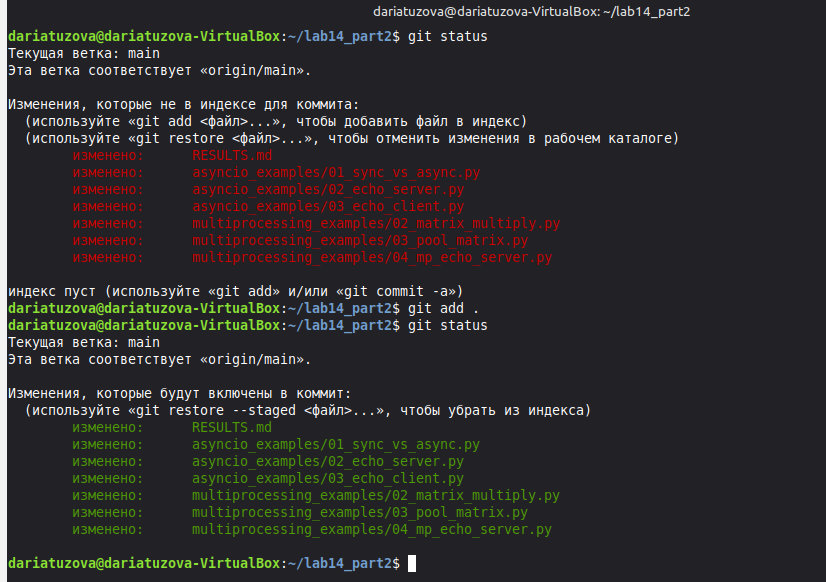 dariatuzova@dariatuzova-VirtualBox: ~/lab14_part2
dariatuzova@dariatuzova-VirtualBox:~/lab14_part2$ git status
Текущая ветка: main
Эта ветка соответствует «origin/main».
Изменения, которые не в индексе для коммита:
(используйте «git add <файл>...», чтобы добавить файл в индекс)
(используйте «git restore <файл>...», чтобы отменить изменения в рабочем каталоге)
изменено: RESULTS.md
изменено: asyncio_examples/01_sync_vs_async.py
изменено: asyncio_examples/02_echo_server.py
изменено: asyncio_examples/03_echo_client.py
изменено: multiprocessing_examples/02_matrix_multiply.py
изменено: multiprocessing_examples/03_pool_matrix.py
изменено: multiprocessing_examples/04_mp_echo_server.py
индекс пуст (используйте «git add» и/или «git commit -a»)
dariatuzova@dariatuzova-VirtualBox:~/lab14_part2$ git add .
dariatuzova@dariatuzova-VirtualBox:~/lab14_part2$ git status
Текущая ветка: main
Эта ветка соответствует «origin/main».
Изменения, которые будут включены в коммит:
(используйте «git restore --staged <файл>...», чтобы убрать из индекса)
изменено: RESULTS.md
изменено: asyncio_examples/01_sync_vs_async.py
изменено: asyncio_examples/02_echo_server.py
изменено: asyncio_examples/03_echo_client.py
изменено: multiprocessing_examples/02_matrix_multiply.py
изменено: multiprocessing_examples/03_pool_matrix.py
изменено: multiprocessing_examples/04_mp_echo_server.py
dariatuzova@dariatuzova-VirtualBox:~/lab14_part2$